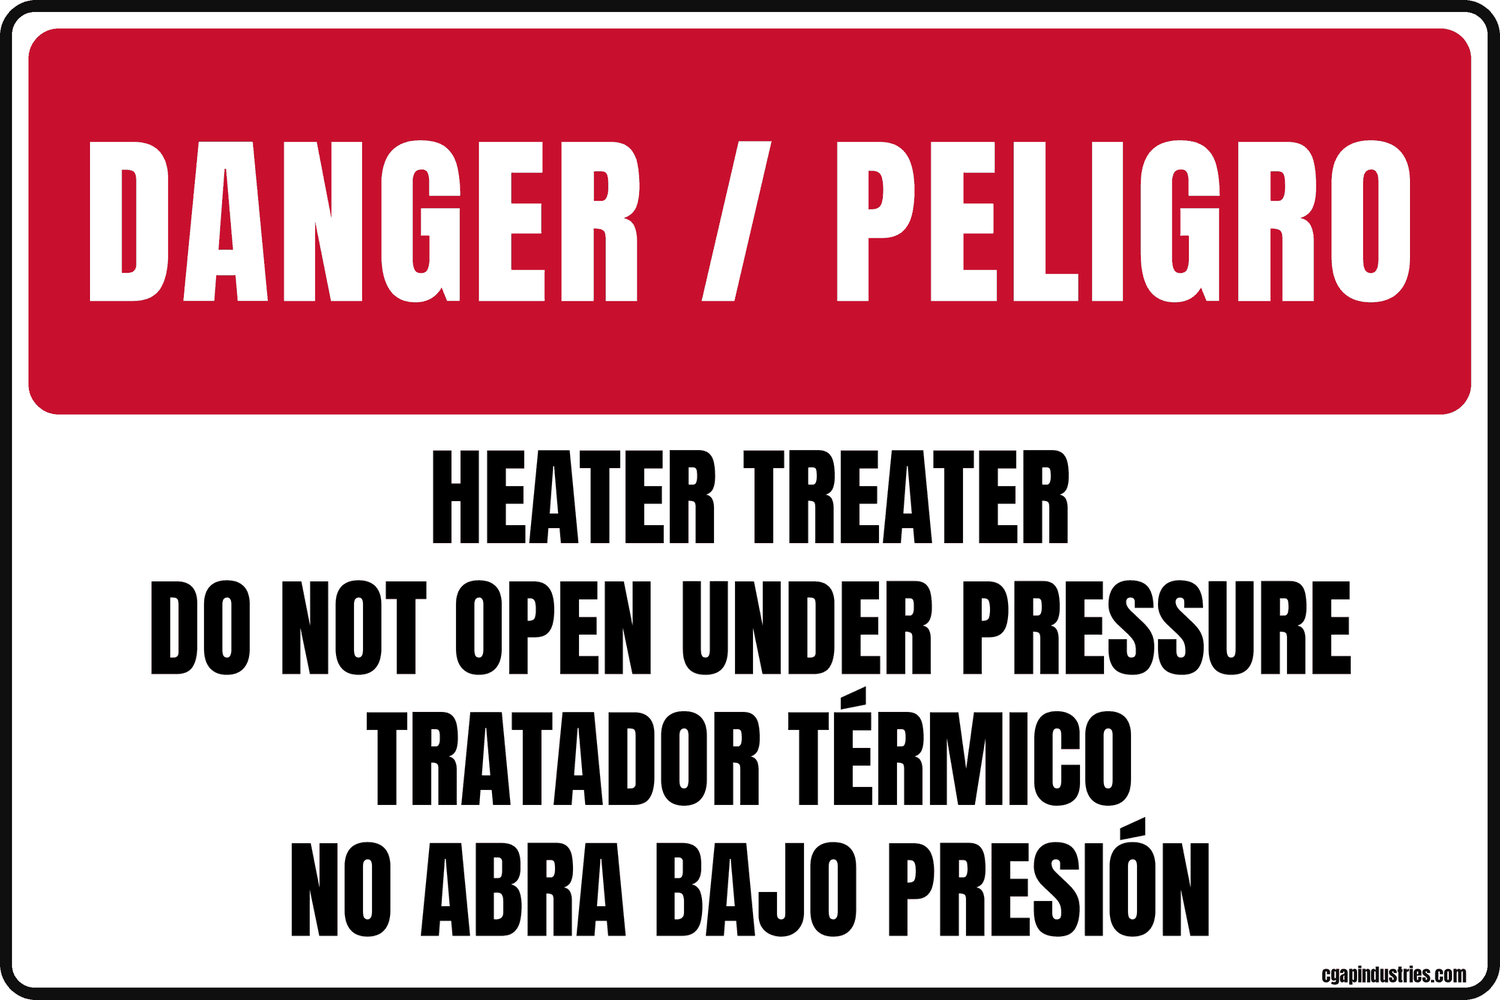 DANGER / PELIGRO
HEATER TREATER
DO NOT OPEN UNDER PRESSURE
TRATADOR TÉRMICO
NO ABRA BAJO PRESIÓN
cgapindustries.com